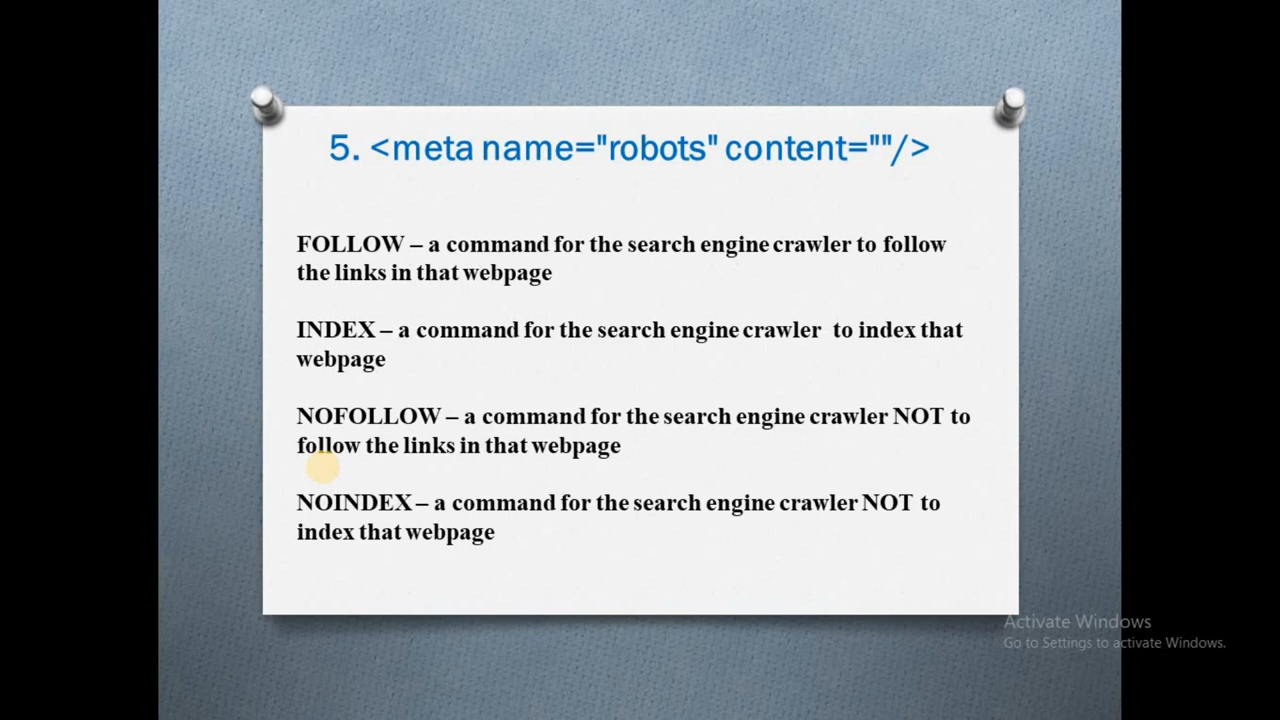 5. <meta name="robots" content=""/>
FOLLOW – a command for the search engine crawler to follow
the links in that webpage
INDEX – a command for the search engine crawler to index that
webpage
NOFOLLOW – a command for the search engine crawler NOT to
follow the links in that webpage
NOINDEX – a command for the search engine crawler NOT to
index that webpage
Activate Windows
Go to Settings to activate Windows.